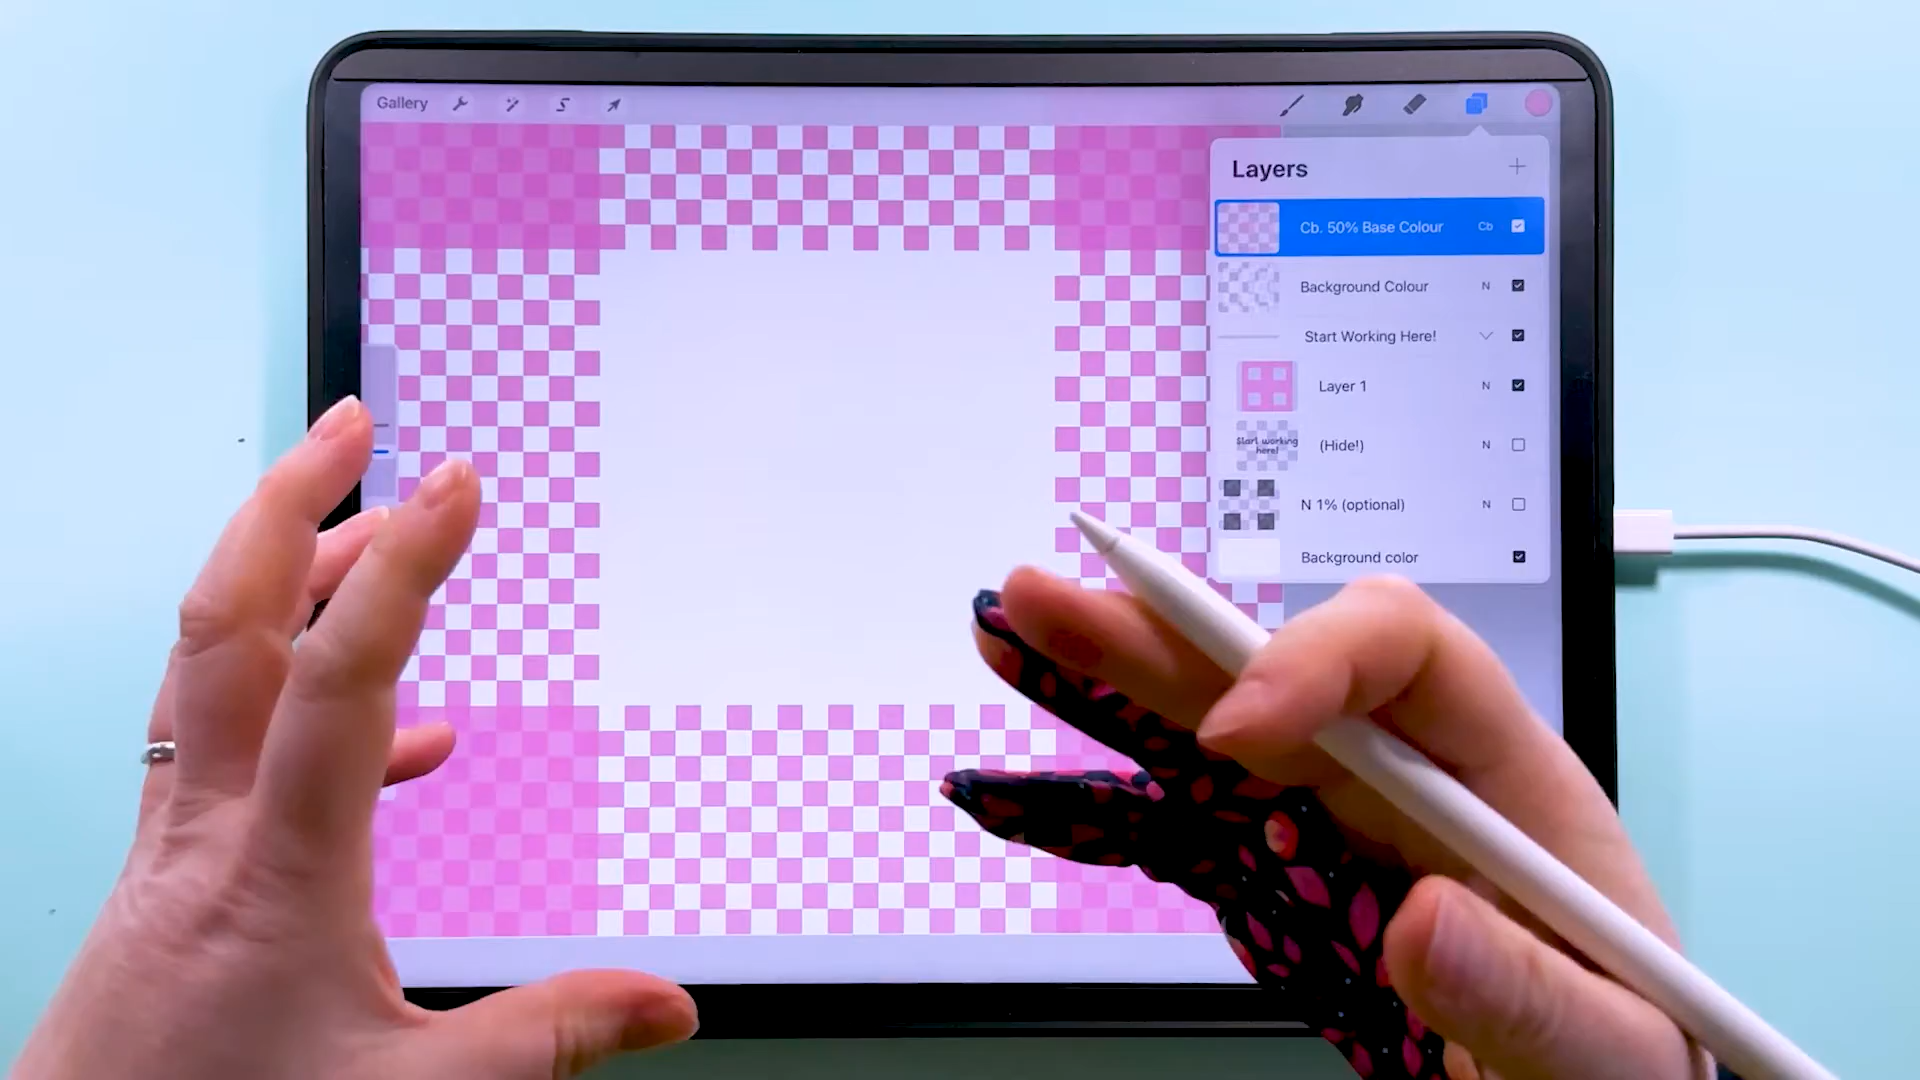 Gallery
Layers
Cb. 50% Base Colour Cb
Background Colour N
Start Working Here!
Layer 1 N
Start working
here!
(Hide!) N
N 1% (optional) N
Background color